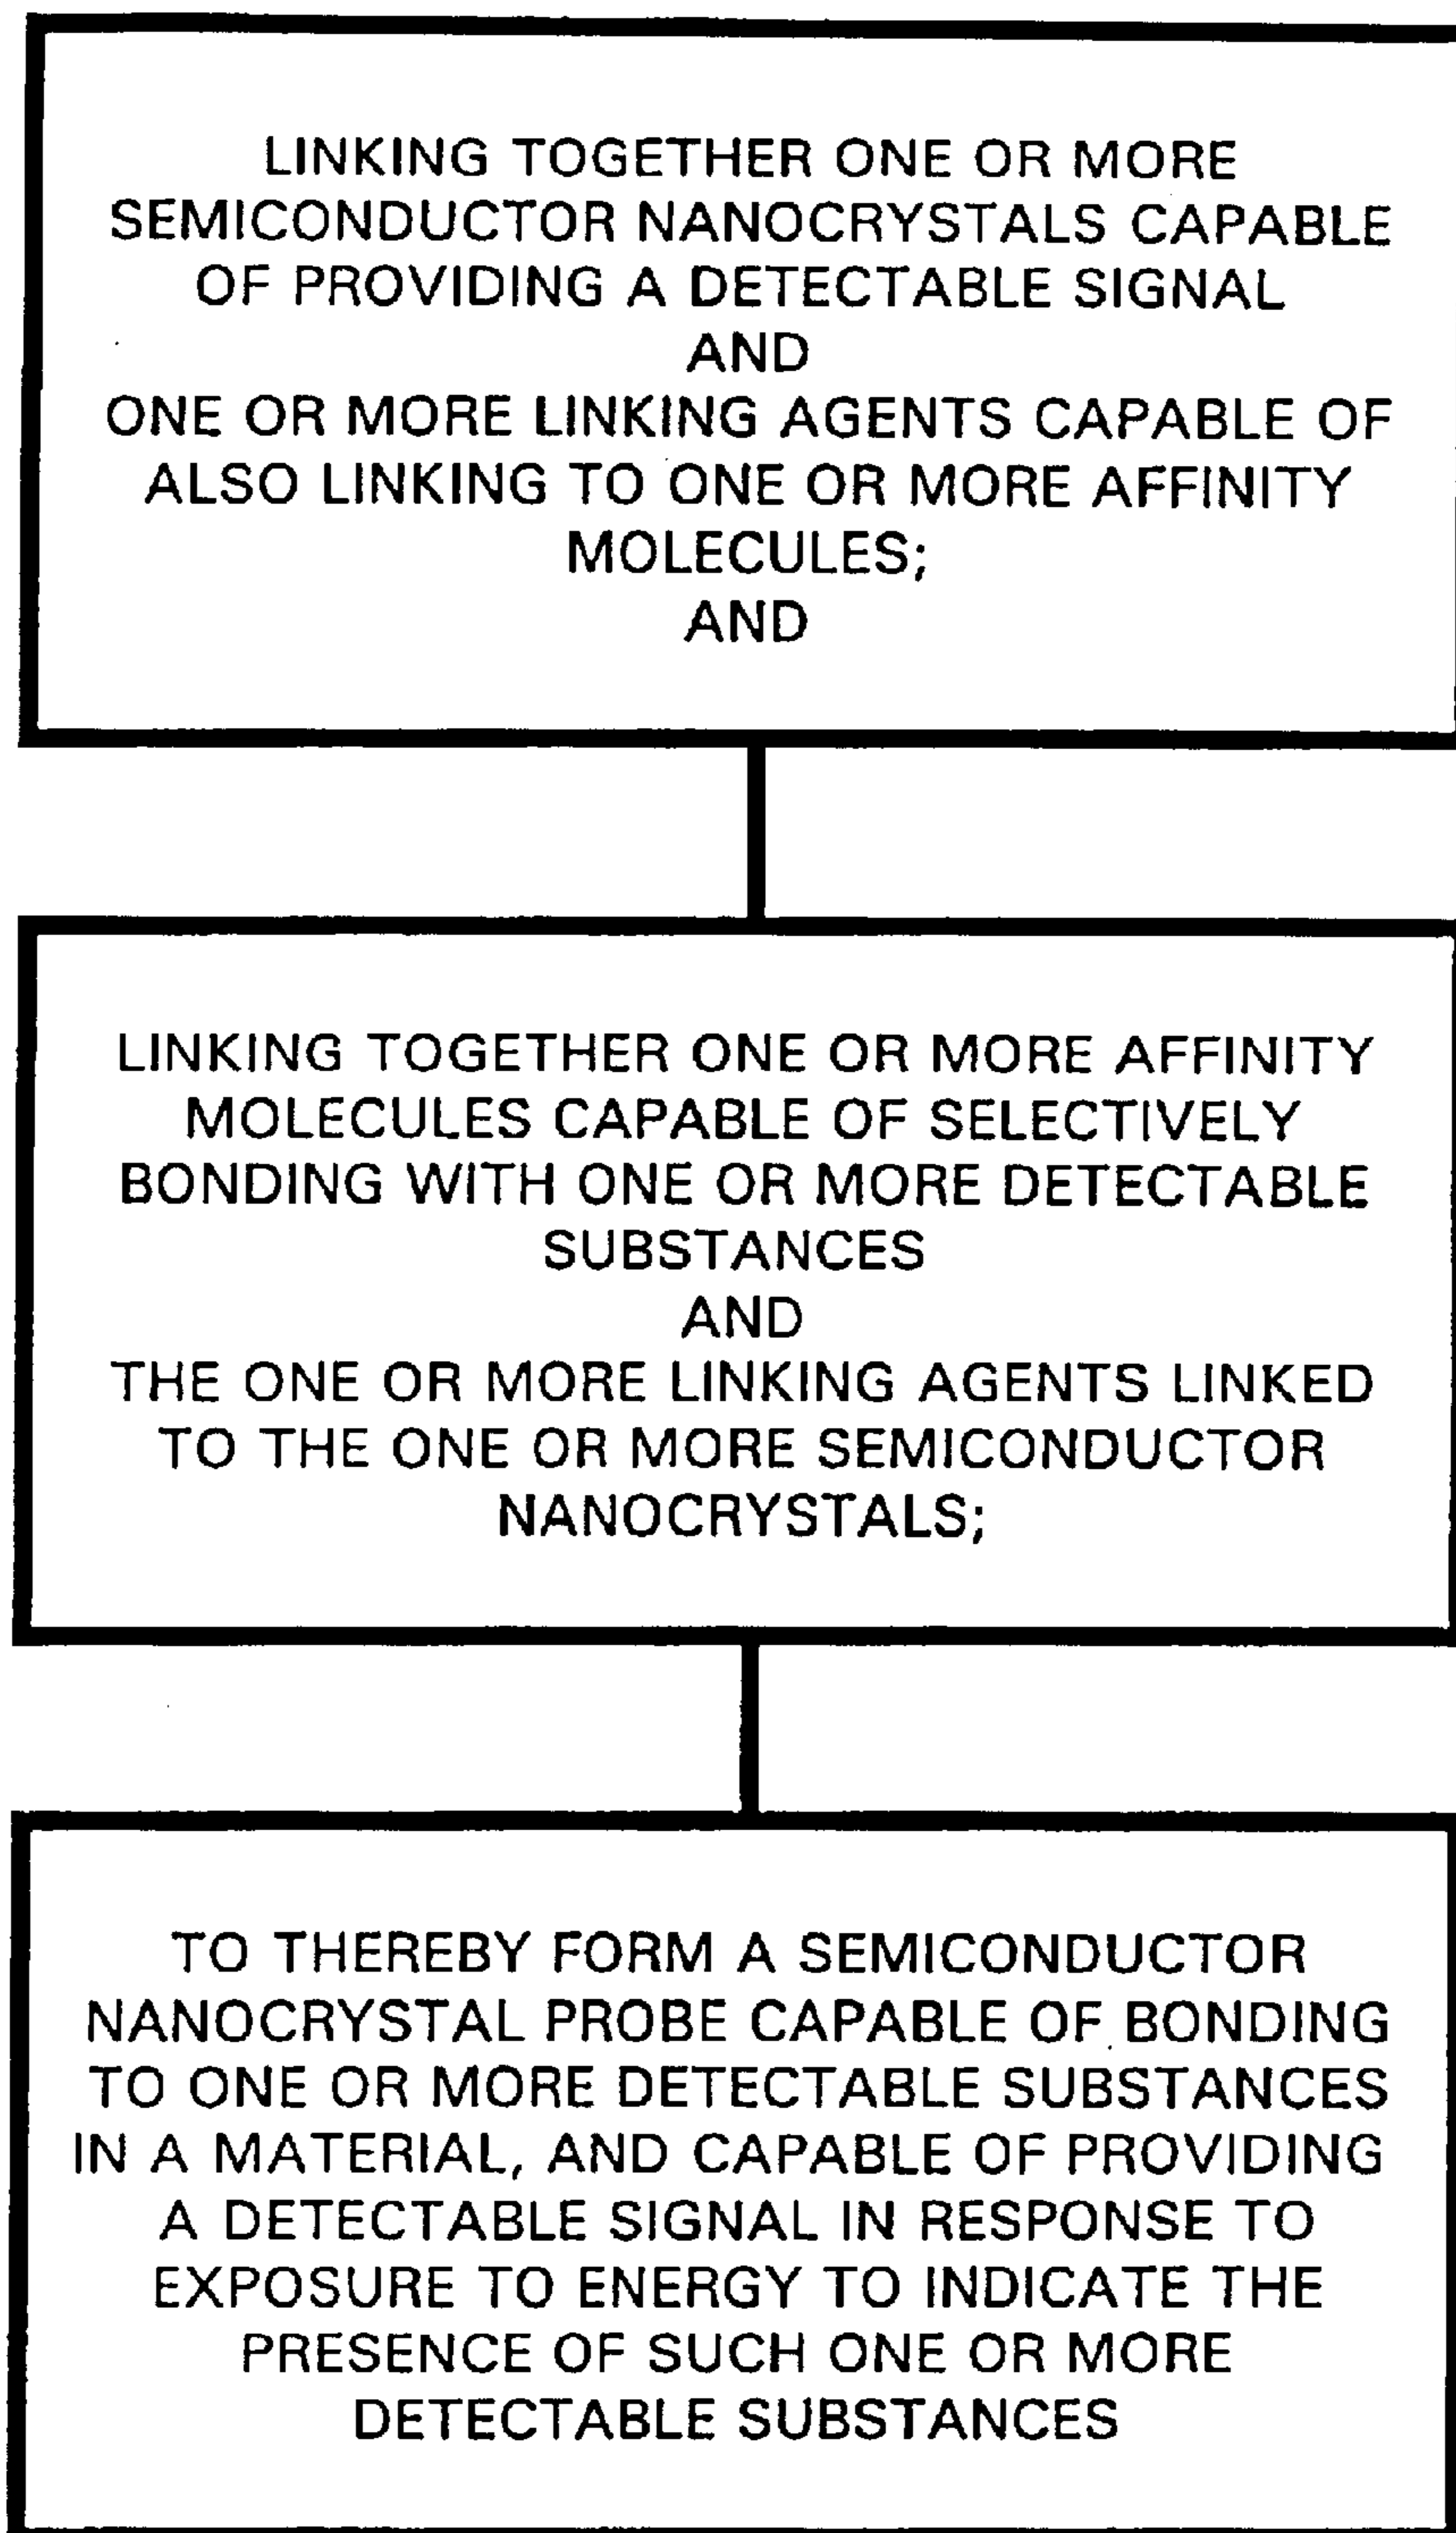 LINKING TOGETHER ONE OR MORE
SEMICONDUCTOR NANOCRYSTALS CAPABLE
OF PROVIDING A DETECTABLE SIGNAL
AND
ONE OR MORE LINKING AGENTS CAPABLE OF
ALSO LINKING TO ONE OR MORE AFFINITY
MOLECULES;
AND
LINKING TOGETHER ONE OR MORE AFFINITY
MOLECULES CAPABLE OF SELECTIVELY
BONDING WITH ONE OR MORE DETECTABLE
SUBSTANCES
AND
THE ONE OR MORE LINKING AGENTS LINKED
TO THE ONE OR MORE SEMICONDUCTOR
NANOCRYSTALS;
TO THEREBY FORM A SEMICONDUCTOR
NANOCRYSTAL PROBE CAPABLE OF BONDING
TO ONE OR MORE DETECTABLE SUBSTANCES
IN A MATERIAL, AND CAPABLE OF PROVIDING
A DETECTABLE SIGNAL IN RESPONSE TO
EXPOSURE TO ENERGY TO INDICATE THE
PRESENCE OF SUCH ONE OR MORE
DETECTABLE SUBSTANCES